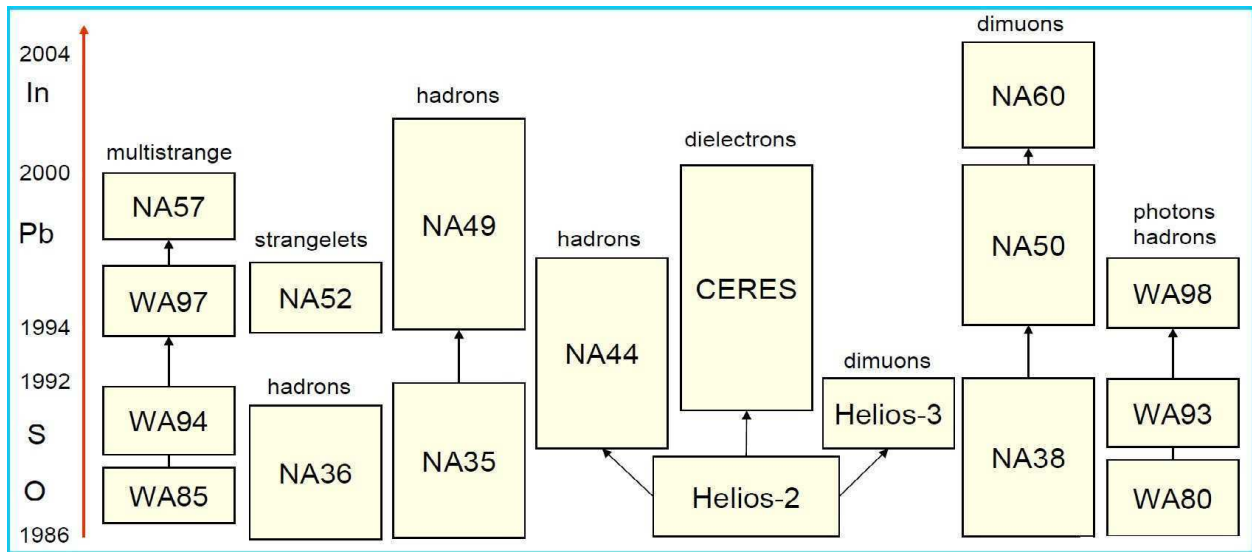 2004
In
2000
Pb
1994
1992
S
O
1986
multistrange
NA57
WA97
WA94
WA85
strangelets
NA52
hadrons
NA36
hadrons
NA49
NA35
hadrons
NA44
dielectrons
CERES
Helios-2
dimuons
Helios-3
dimuons
NA60
NA50
NA38
photons
hadrons
WA98
WA93
WA80